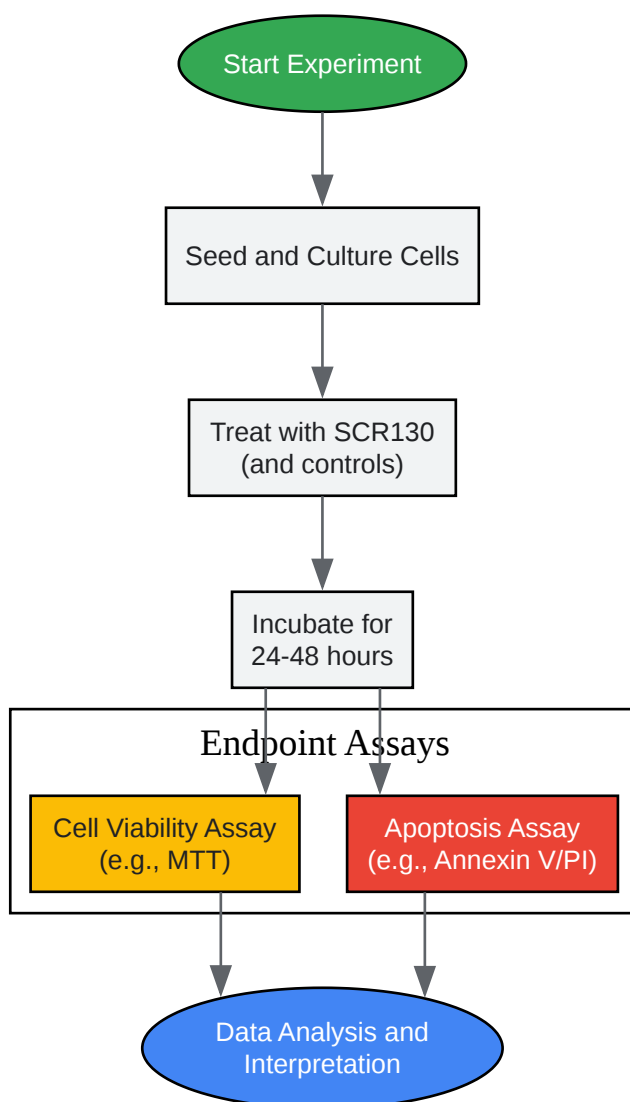 Start Experiment
Seed and Culture Cells
Treat with SCR130
(and controls)
Incubate for
24-48 hours
Endpoint Assays
Cell Viability Assay
(e.g., MTT)
Apoptosis Assay
(e.g., Annexin V/PI)
Data Analysis and
Interpretation